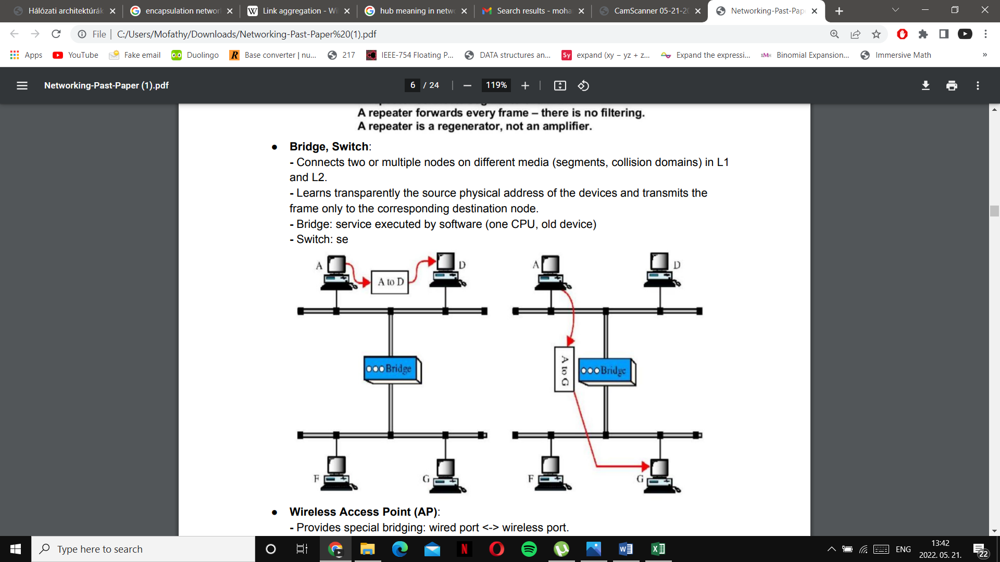 Hálózati architektúrák
encapsulation networ
Link aggregation - Wi
hub meaning in netw
Search results - moha
CamScanner 05-21-20
Networking-Past-Pap
File
C:/Users/Mofathy/Downloads/Networking-Past-Paper%20(1).pdf
Apps
YouTube
Fake email
Duolingo
Base converter | nu...
217
IEEE-754 Floating P...
DATA structures an...
Sy
expand (xy − yz + z...
Expand the expressi...
Binomial Expansion...
Immersive Math
»
Networking-Past-Paper (1).pdf
6 / 24
119%
A repeater forwards every frame – there is no filtering.
A repeater is a regenerator, not an amplifier.
● Bridge, Switch:
- Connects two or multiple nodes on different media (segments, collision domains) in L1
and L2.
- Learns transparently the source physical address of the devices and transmits the
frame only to the corresponding destination node.
- Bridge: service executed by software (one CPU, old device)
- Switch: se
A
A to D
D
Bridge
F
G
A
D
A to G
Bridge
F
G
● Wireless Access Point (AP):
- Provides special bridging: wired port <-> wireless port.
Type here to search
ENG
13:42
2022. 05. 21.
22